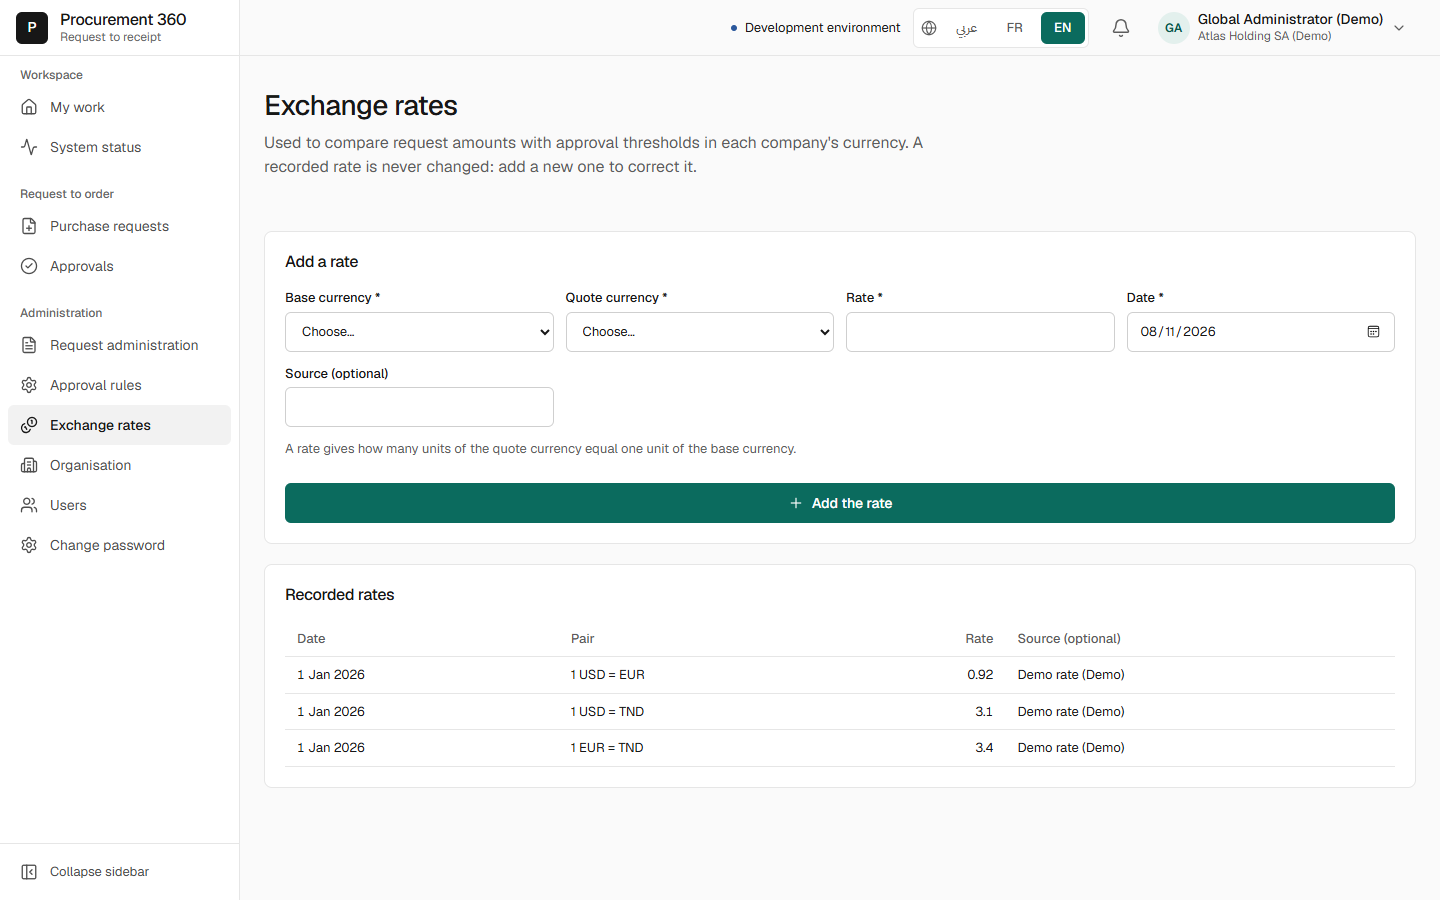 P
Procurement 360
Request to receipt
Development environment
عربي
FR
EN
GA
Global Administrator (Demo)
Atlas Holding SA (Demo)
Workspace
My work
System status
Request to order
Purchase requests
Approvals
Administration
Request administration
Approval rules
Exchange rates
Organisation
Users
Change password
Collapse sidebar
Exchange rates
Used to compare request amounts with approval thresholds in each company's currency. A
recorded rate is never changed: add a new one to correct it.
Add a rate
Base currency * Quote currency * Rate * Date *
Choose... Choose... 08/11/2026
Source (optional)
A rate gives how many units of the quote currency equal one unit of the base currency.
Add the rate
Recorded rates
Date Pair Rate Source (optional)
1 Jan 2026 1 USD = EUR 0.92 Demo rate (Demo)
1 Jan 2026 1 USD = TND 3.1 Demo rate (Demo)
1 Jan 2026 1 EUR = TND 3.4 Demo rate (Demo)